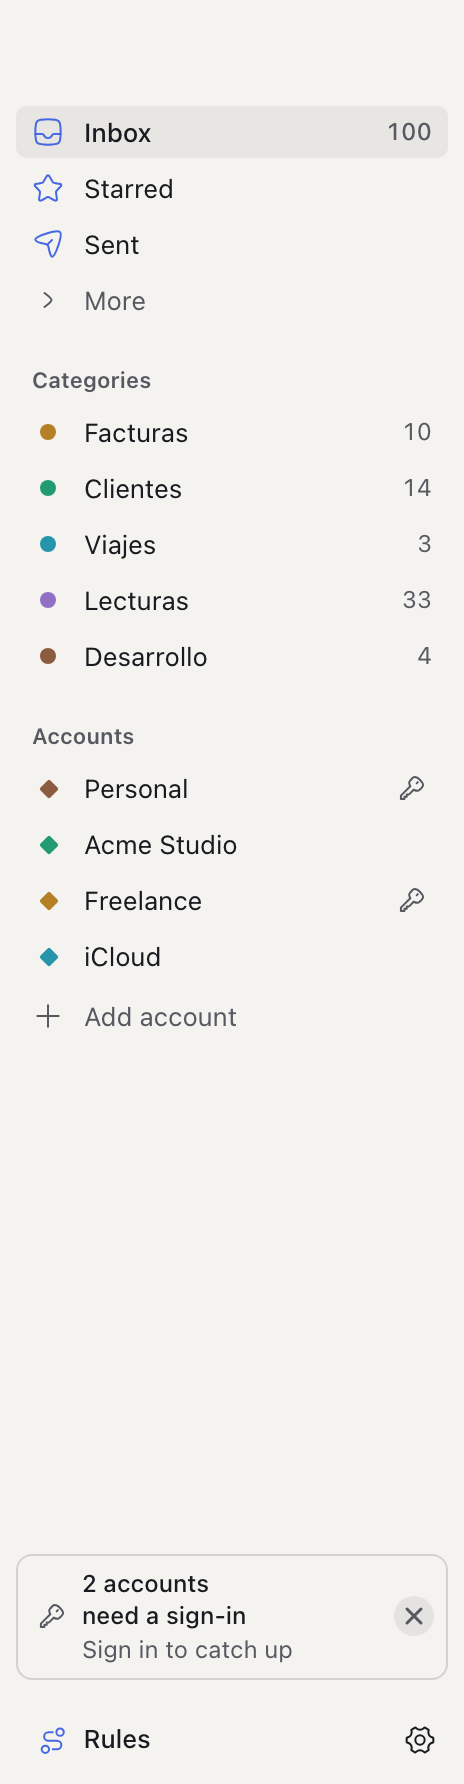 Inbox 100
Starred
Sent
More
Categories
Facturas 10
Clientes 14
Viajes 3
Lecturas 33
Desarrollo 4
Accounts
Personal
Acme Studio
Freelance
iCloud
Add account
2 accounts
need a sign-in
Sign in to catch up
Rules